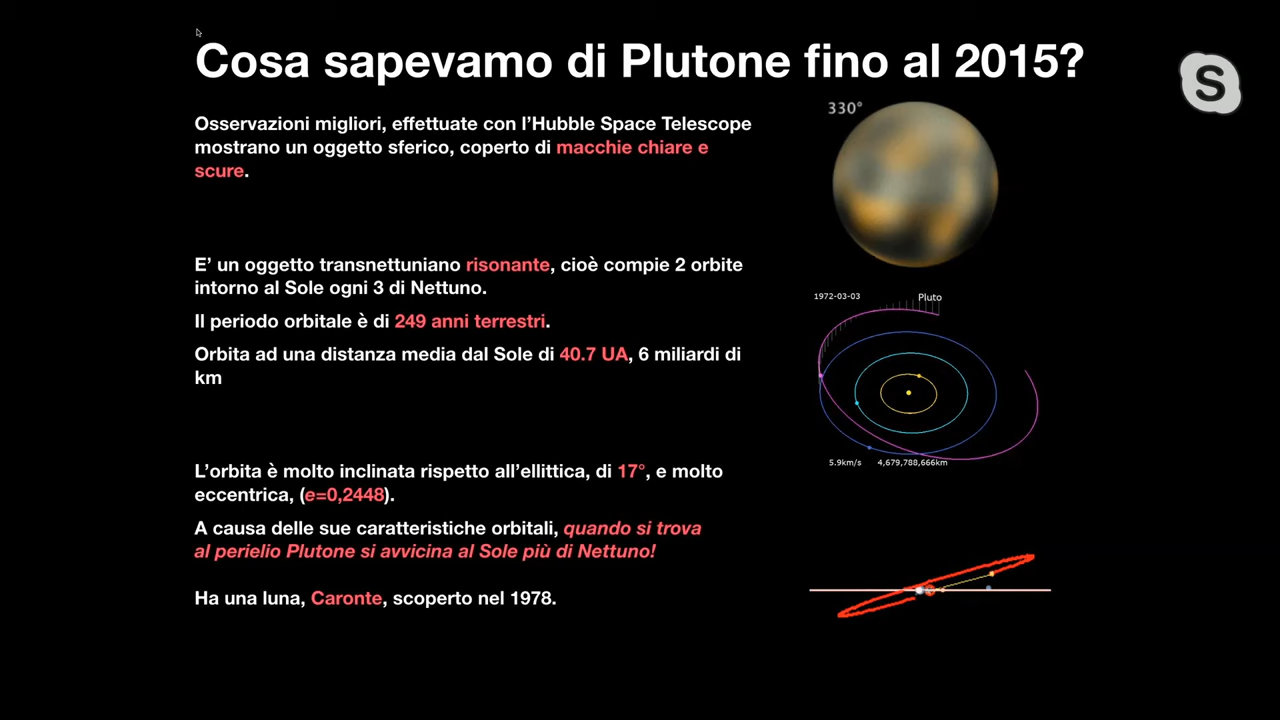 Cosa sapevamo di Plutone fino al 2015?
S
Osservazioni migliori, effettuate con l’Hubble Space Telescope
mostrano un oggetto sferico, coperto di macchie chiare e
scure.
330°
E’ un oggetto transnettuniano risonante, cioè compie 2 orbite
intorno al Sole ogni 3 di Nettuno.
Il periodo orbitale è di 249 anni terrestri.
Orbita ad una distanza media dal Sole di 40.7 UA, 6 miliardi di
km
1972-03-03
Pluto
5.9km/s
4,679,788,666km
L’orbita è molto inclinata rispetto all’ellittica, di 17°, e molto
eccentrica, (e=0,2448).
A causa delle sue caratteristiche orbitali, quando si trova
al perielio Plutone si avvicina al Sole più di Nettuno!
Ha una luna, Caronte, scoperto nel 1978.